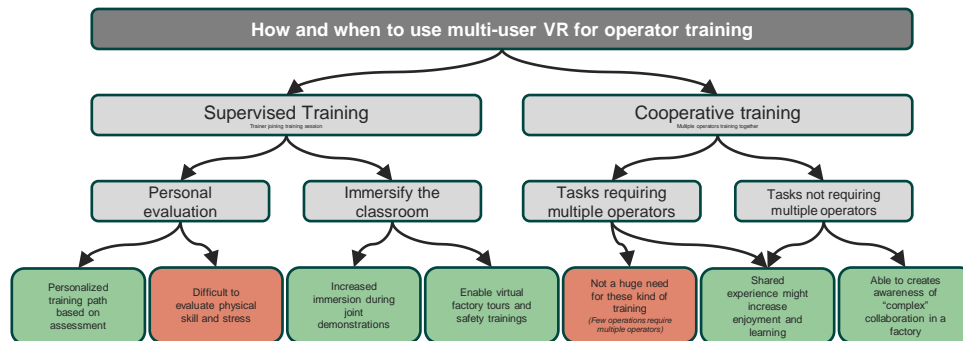 How and when to use multi-user VR for operator training
Supervised Training
Trainer joining training session
Cooperative training
Multiple operators training together
Personal
evaluation
Immersify the
classroom
Tasks requiring
multiple operators
Tasks not requiring
multiple operators
Personalized
training path
based on
assessment
Difficult to
evaluate physical
skill and stress
Increased
immersion during
joint
demonstrations
Enable virtual
factory tours and
safety trainings
Not a huge need
for these kind of
training
(Few operations require
multiple operators)
Shared
experience might
increase
enjoyment and
learning
Able to creates
awareness of
“complex”
collaboration in a
factory